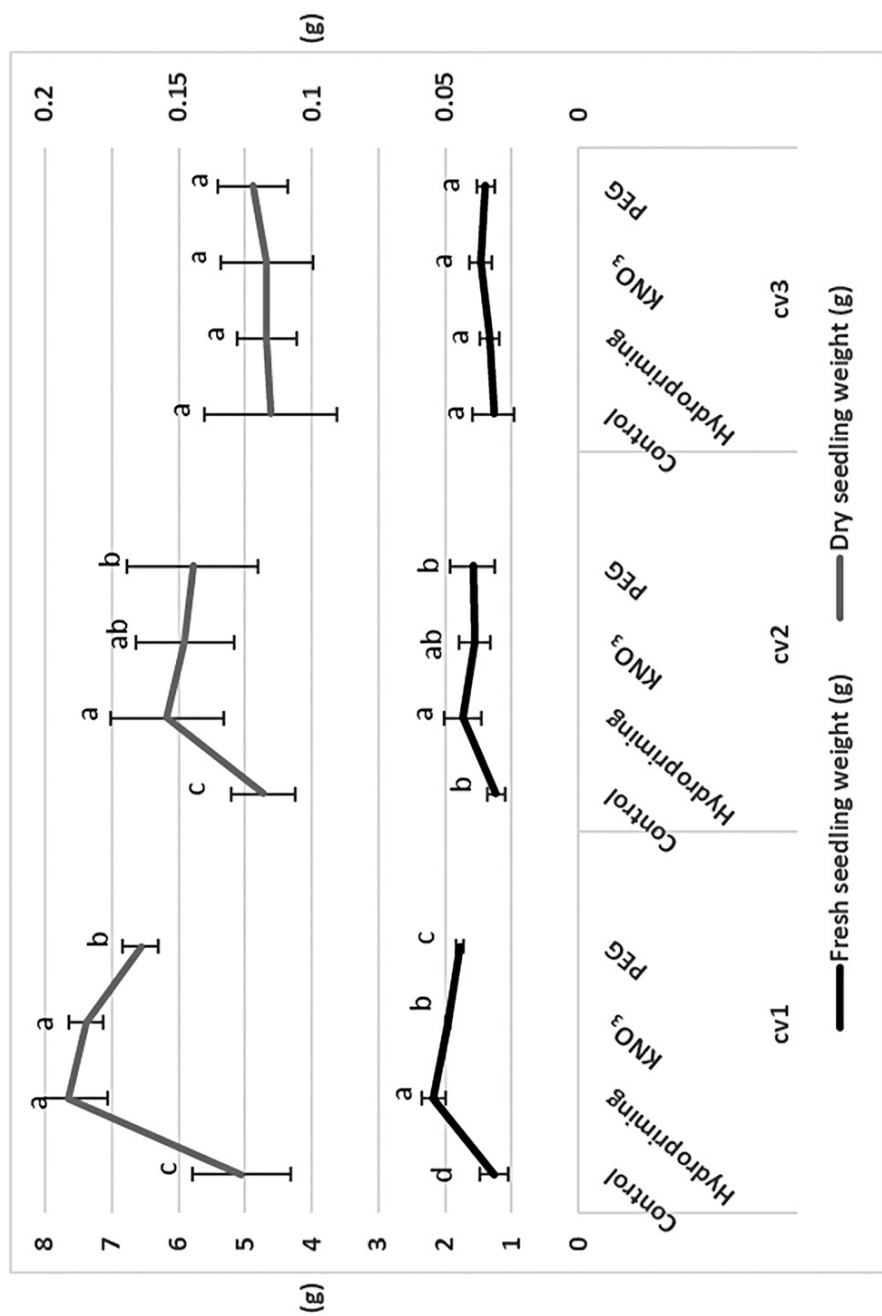 (g)
8
7
6
5
4
3
2
1
0
0.2
0.15
0.1
0.05
0
(g)
c
a
a
b
c
a
ab
b
a
a
a
a
d
a
b
c
b
a
ab
b
a
a
a
a
Control
Hydropriming
KNO₃
PEG
Control
Hydropriming
KNO₃
PEG
Control
Hydropriming
KNO₃
PEG
cv1
cv2
cv3
Fresh seedling weight (g)
Dry seedling weight (g)